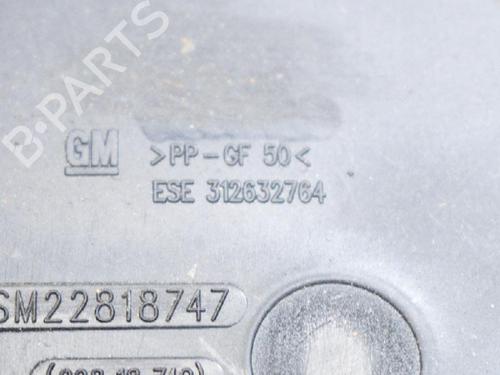 B-PARTS
GM >PP-GF 50<
ESE 312632764
SM22818747